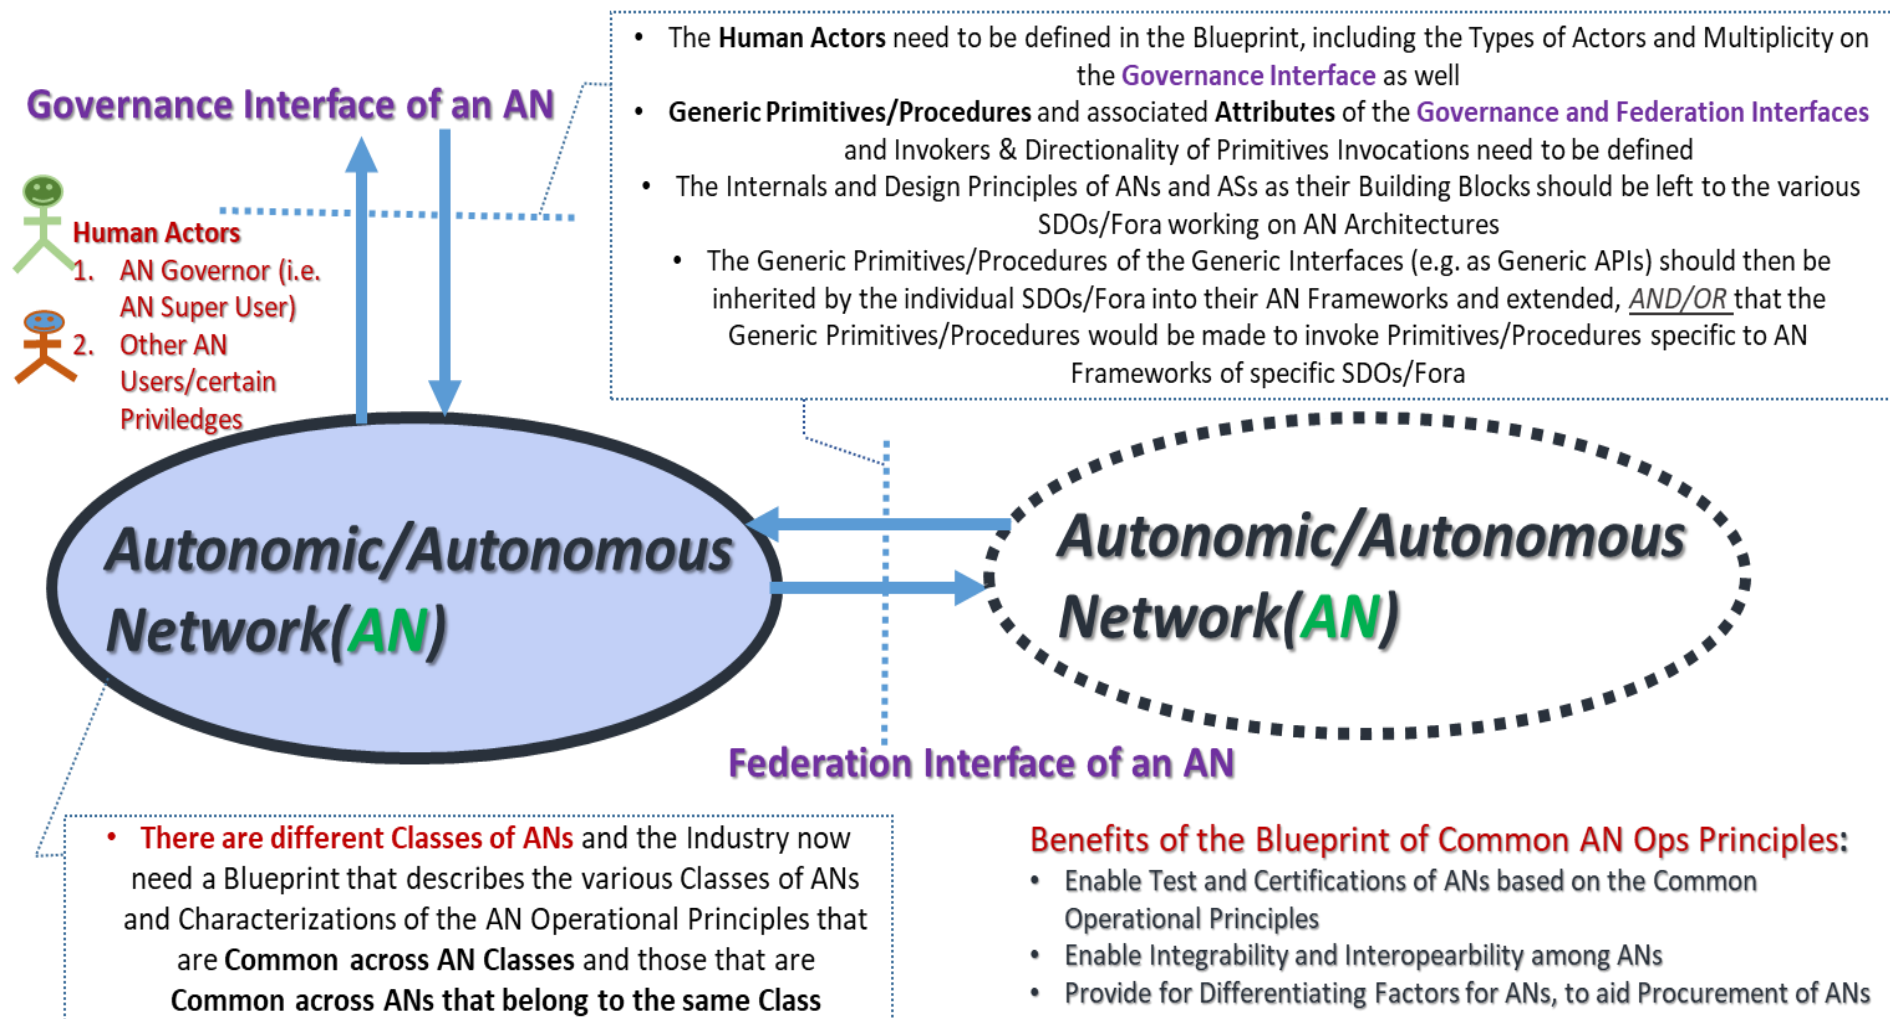 Governance Interface of an AN
Human Actors
1. AN Governor (i.e.
AN Super User)
2. Other AN
Users/certain
Priviledges
• The Human Actors need to be defined in the Blueprint, including the Types of Actors and Multiplicity on
the Governance Interface as well
• Generic Primitives/Procedures and associated Attributes of the Governance and Federation Interfaces
and Invokers & Directionality of Primitives Invocations need to be defined
• The Internals and Design Principles of ANs and ASs as their Building Blocks should be left to the various
SDOs/Fora working on AN Architectures
• The Generic Primitives/Procedures of the Generic Interfaces (e.g. as Generic APIs) should then be
inherited by the individual SDOs/Fora into their AN Frameworks and extended, AND/OR that the
Generic Primitives/Procedures would be made to invoke Primitives/Procedures specific to AN
Frameworks of specific SDOs/Fora
Autonomic/Autonomous
Network(AN)
Autonomic/Autonomous
Network(AN)
Federation Interface of an AN
• There are different Classes of ANs and the Industry now
need a Blueprint that describes the various Classes of ANs
and Characterizations of the AN Operational Principles that
are Common across AN Classes and those that are
Common across ANs that belong to the same Class
Benefits of the Blueprint of Common AN Ops Principles:
• Enable Test and Certifications of ANs based on the Common
Operational Principles
• Enable Integrability and Interopearbility among ANs
• Provide for Differentiating Factors for ANs, to aid Procurement of ANs